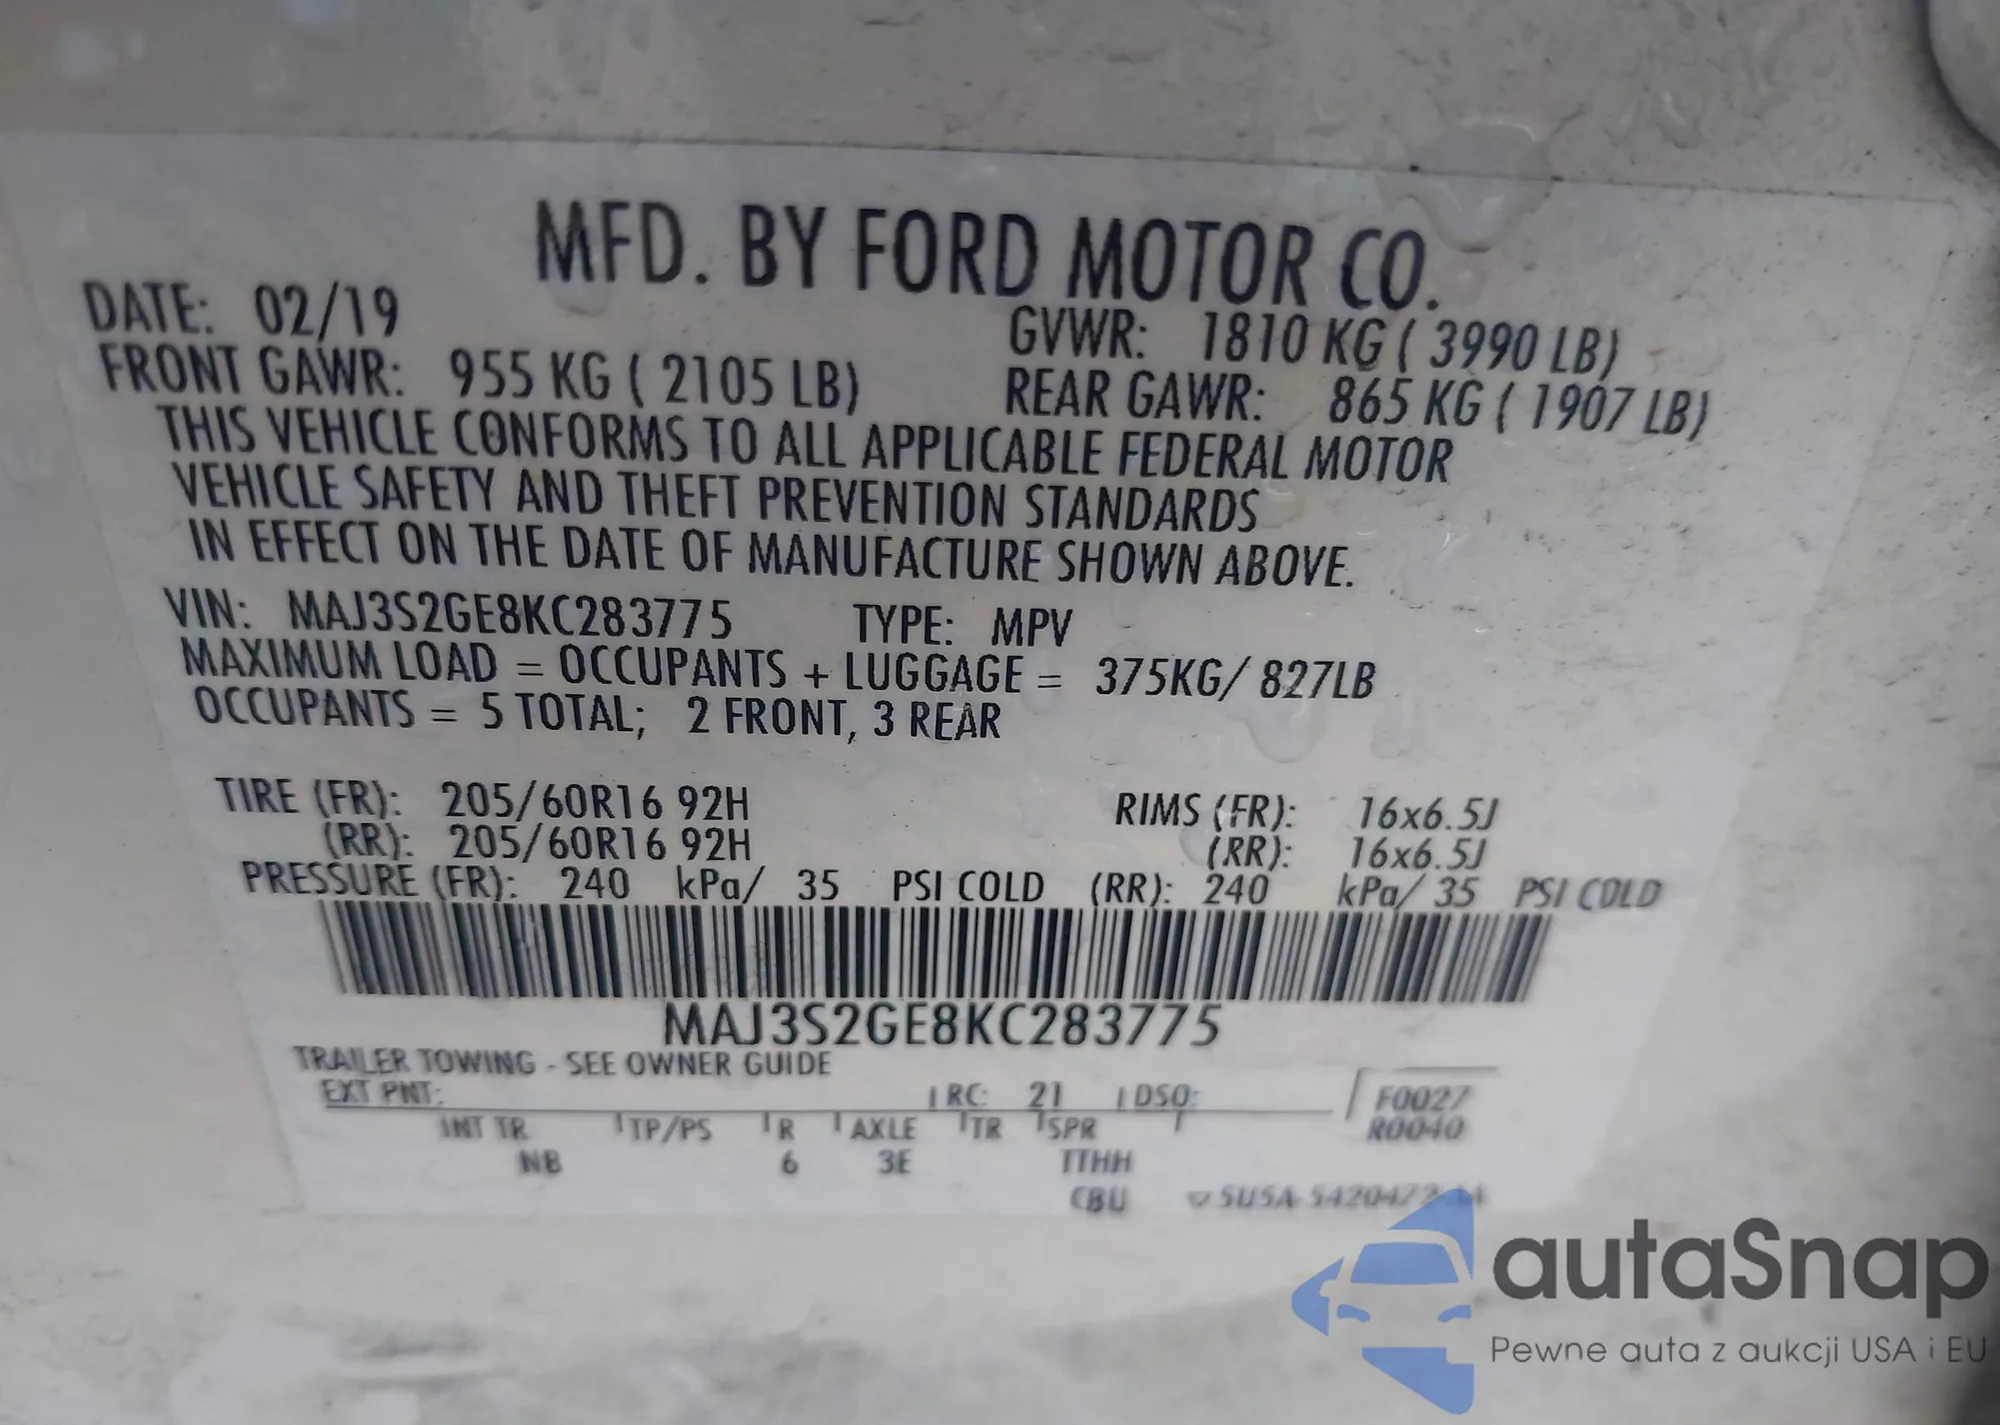 MFD. BY FORD MOTOR CO.
DATE: 02/19 GVWR: 1810 KG ( 3990 LB)
FRONT GAWR: 955 KG ( 2105 LB) REAR GAWR: 865 KG ( 1907 LB)
THIS VEHICLE CONFORMS TO ALL APPLICABLE FEDERAL MOTOR
VEHICLE SAFETY AND THEFT PREVENTION STANDARDS
IN EFFECT ON THE DATE OF MANUFACTURE SHOWN ABOVE.
VIN: MAJ3S2GE8KC283775 TYPE: MPV
MAXIMUM LOAD = OCCUPANTS + LUGGAGE = 375KG/ 827LB
OCCUPANTS = 5 TOTAL; 2 FRONT, 3 REAR
TIRE (FR): 205/60R16 92H RIMS (FR): 16x6.5J
(RR): 205/60R16 92H (RR): 16x6.5J
PRESSURE (FR): 240 kPa/ 35 PSI COLD (RR): 240 kPa/ 35 PSI COLD
MAJ3S2GE8KC283775
TRAILER TOWING - SEE OWNER GUIDE
EXT PNT: RC: 21 DSO: F0027
INT TR TP/PS R AXLE TR SPR R0040
NB 6 3E TTHH
CBU
autaSnap
Pewne auta z aukcji USA i EU